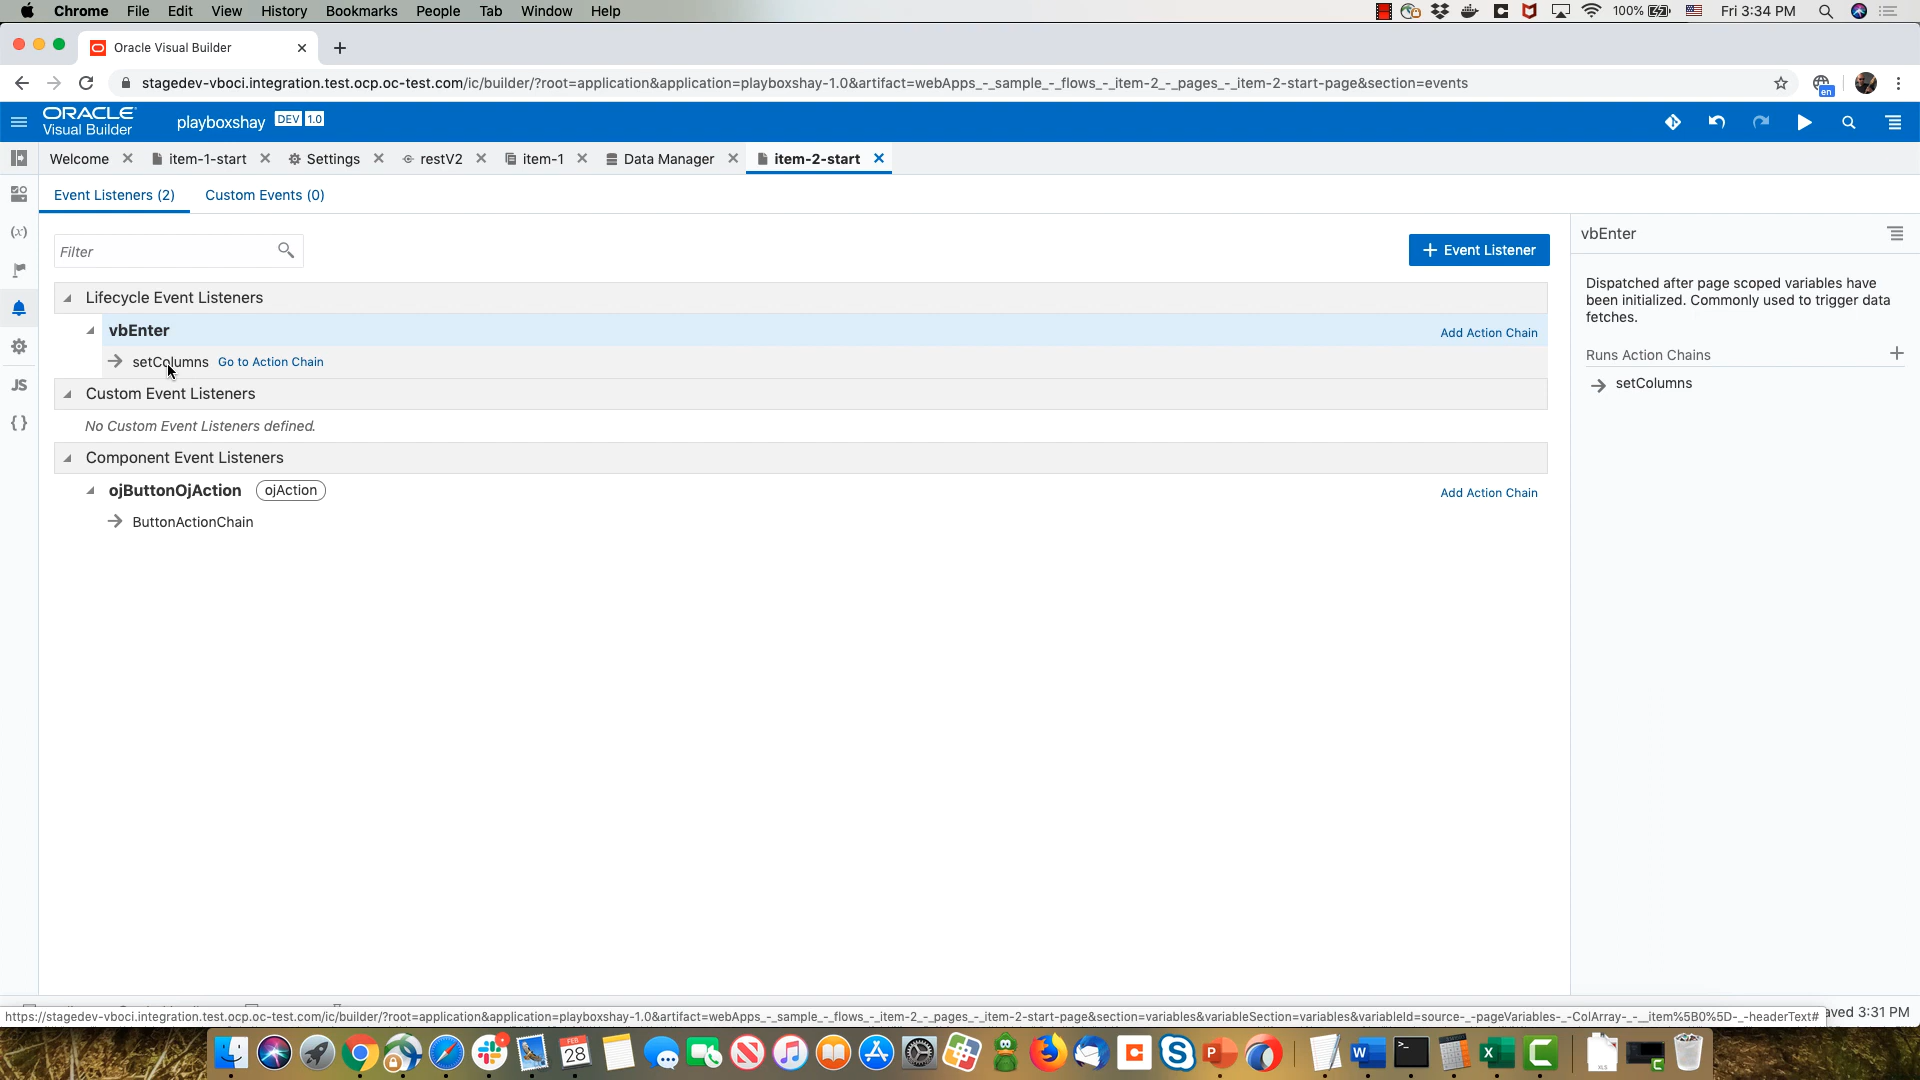 Chrome File Edit View History Bookmarks People Tab Window Help 100% Fri 3:34 PM
Oracle Visual Builder
stagedev-vboci.integration.test.ocp.oc-test.com/ic/builder/?root=application&application=playboxshay-1.0&artifact=webApps_-_sample_-_flows_-_item-2_-_pages_-_item-2-start-page&section=events
en
ORACLE
Visual Builder
playboxshay DEV 1.0
Welcome item-1-start Settings restV2 item-1 Data Manager item-2-start
Event Listeners (2) Custom Events (0)
Filter
+ Event Listener
Lifecycle Event Listeners
vbEnter Add Action Chain
setColumns Go to Action Chain
Custom Event Listeners
No Custom Event Listeners defined.
Component Event Listeners
ojButtonOjAction ojAction Add Action Chain
ButtonActionChain
(x)
JS
{ }
vbEnter
Dispatched after page scoped variables have
been initialized. Commonly used to trigger data
fetches.
Runs Action Chains
setColumns
https://stagedev-vboci.integration.test.ocp.oc-test.com/ic/builder/?root=application&application=playboxshay-1.0&artifact=webApps_-_sample_-_flows_-_item-2_-_pages_-_item-2-start-page&section=variables&variableSection=variables&variableId=source-_-pageVariables-_-ColArray-_-__item%5B0%5D-_-headerText#
3:31 PM
FEB
28